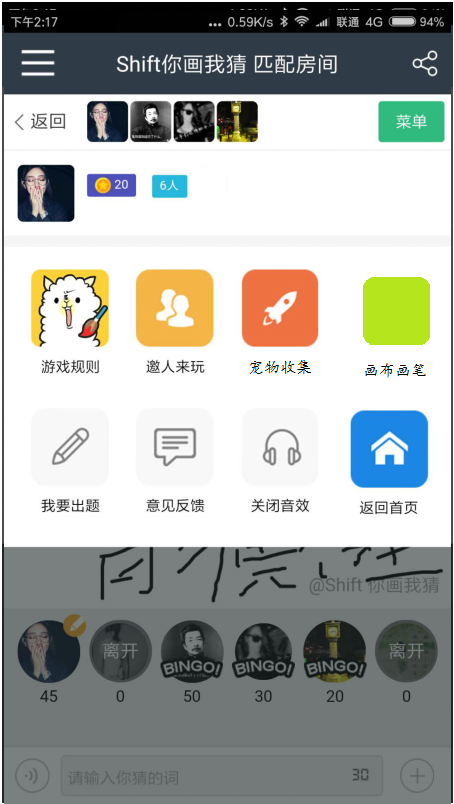 下午2:17 ... 0.59K/s 联通 4G 94%
Shift你画我猜 匹配房间
返回 菜单
20 6人
游戏规则 邀人来玩 宠物收集 画布画笔
我要出题 意见反馈 关闭音效 返回首页
@Shift 你画我猜
离开 BINGO! BINGO! BINGO! 离开
45 0 50 30 20 0
请输入你猜的词 30